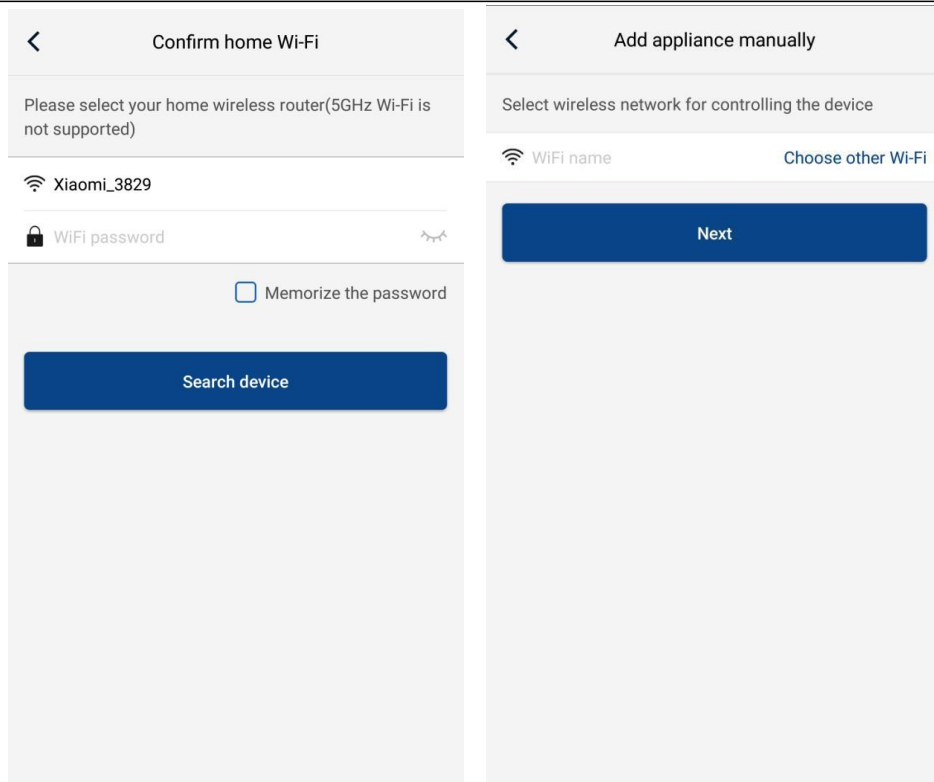 Confirm home Wi-Fi
Please select your home wireless router(5GHz Wi-Fi is
not supported)
Xiaomi_3829
WiFi password
Memorize the password
Search device
Add appliance manually
Select wireless network for controlling the device
WiFi name
Choose other Wi-Fi
Next